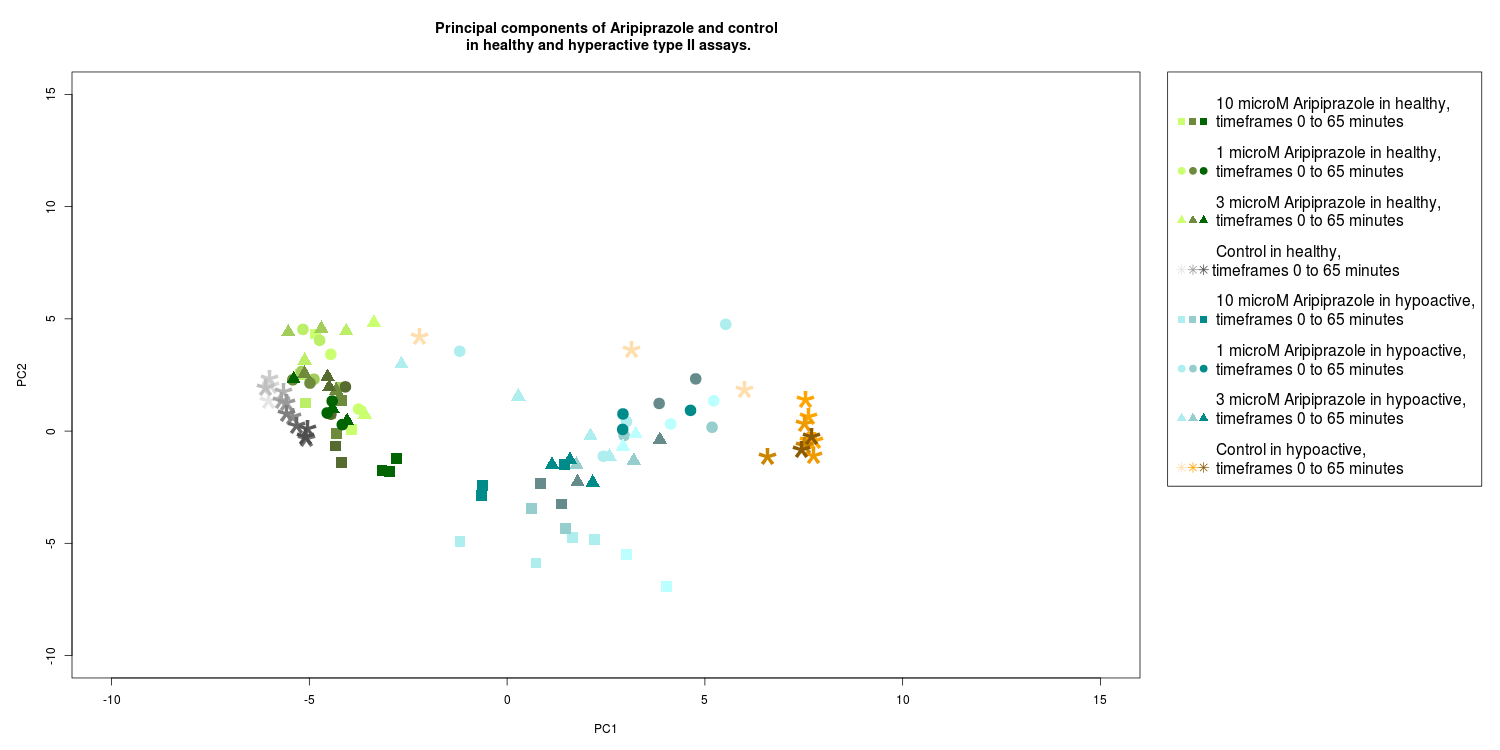 Principal components of Aripiprazole and control
in healthy and hyperactive type II assays.
15
10
5
0
-5
-10
PC2
-10
-5
0
5
10
15
PC1
10 microM Aripiprazole in healthy,
timeframes 0 to 65 minutes
1 microM Aripiprazole in healthy,
timeframes 0 to 65 minutes
3 microM Aripiprazole in healthy,
timeframes 0 to 65 minutes
Control in healthy,
timeframes 0 to 65 minutes
10 microM Aripiprazole in hypoactive,
timeframes 0 to 65 minutes
1 microM Aripiprazole in hypoactive,
timeframes 0 to 65 minutes
3 microM Aripiprazole in hypoactive,
timeframes 0 to 65 minutes
Control in hypoactive,
timeframes 0 to 65 minutes